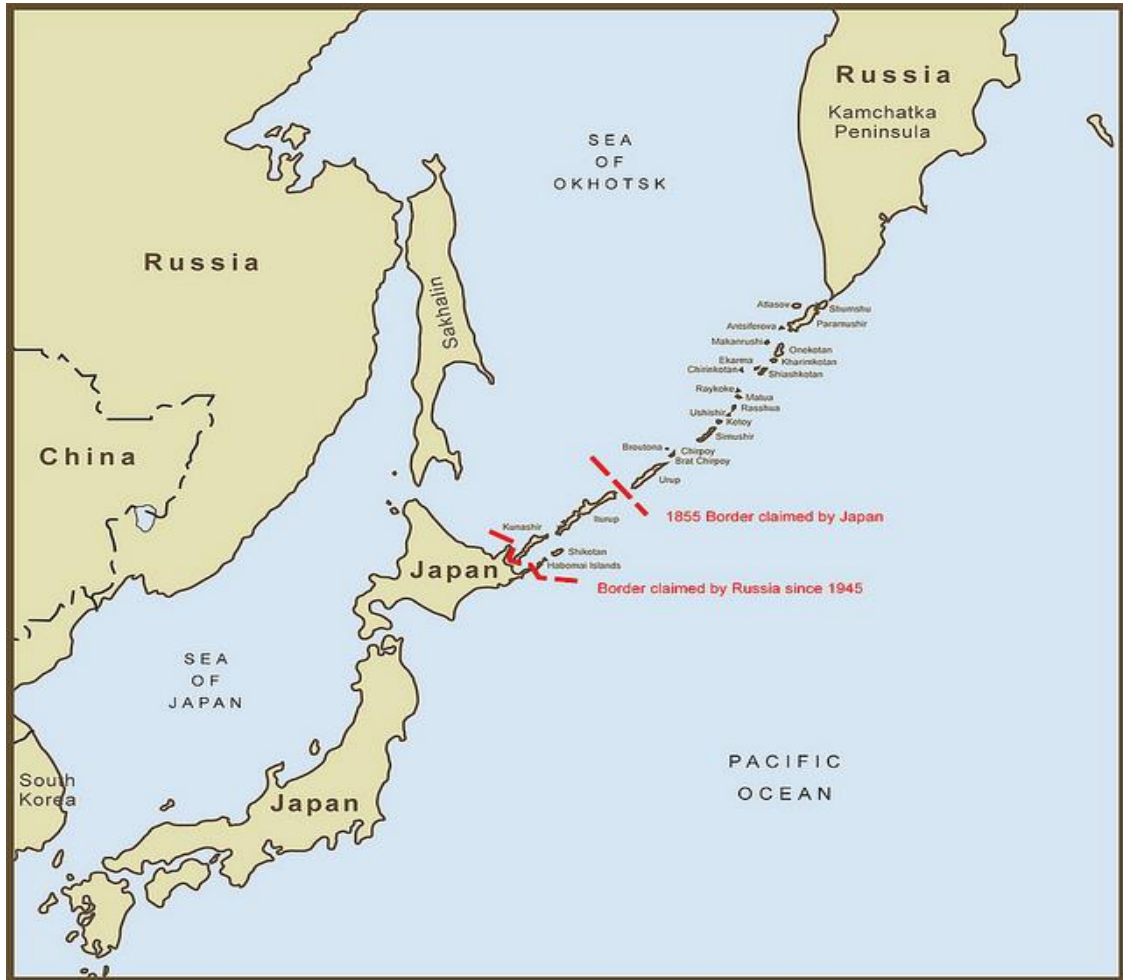 Russia
Kamchatka
Peninsula
SEA
OF
OKHOTSK
Russia
Sakhalin
Atlasov
Shumshu
Antsiferova
Paramushir
Makanrushi
Onekotan
Ekarma
Kharimkotan
Chirinkotan
Shiashkotan
Raykoke
Matua
Rasshua
Ushishir
Ketoy
Simushir
China
Broutona
Chirpoy
Brat Chirpoy
Urup
1855 Border claimed by Japan
Iturup
Kunashir
Shikotan
Habomai Islands
Japan
Border claimed by Russia since 1945
SEA
OF
JAPAN
PACIFIC
OCEAN
South
Korea
Japan